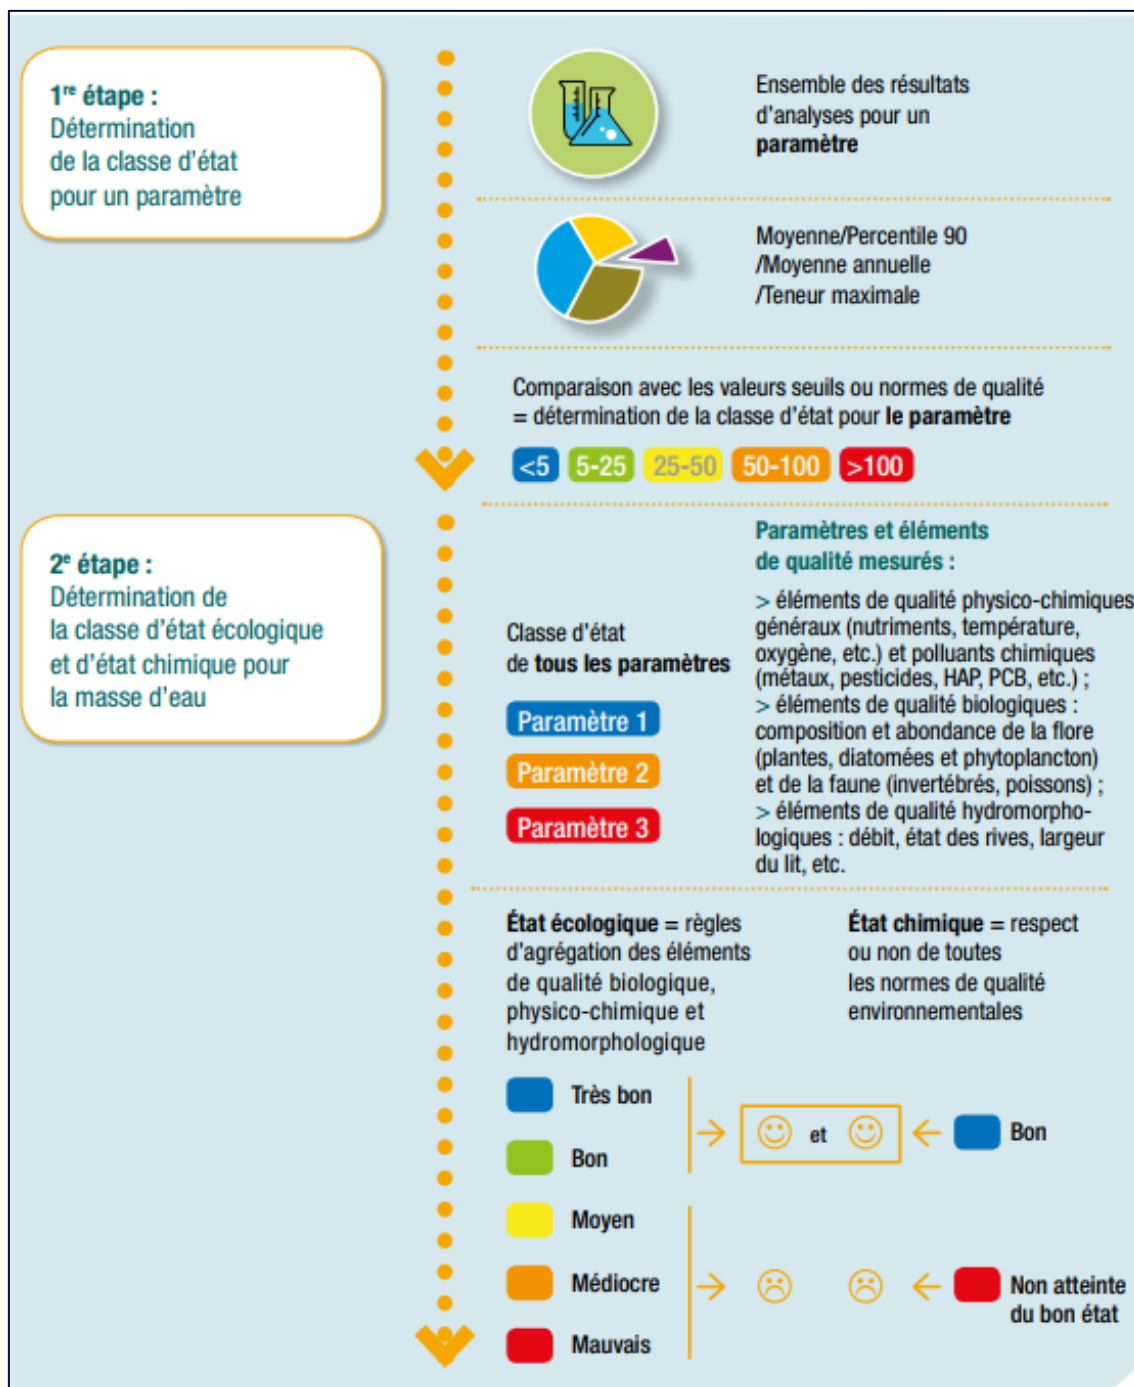 1re étape :
Détermination
de la classe d'état
pour un paramètre
Ensemble des résultats
d'analyses pour un
paramètre
Moyenne/Percentile 90
/Moyenne annuelle
/Teneur maximale
Comparaison avec les valeurs seuils ou normes de qualité
= détermination de la classe d'état pour le paramètre
<5 5-25 25-50 50-100 >100
2e étape :
Détermination de
la classe d'état écologique
et d'état chimique pour
la masse d'eau
Classe d'état
de tous les paramètres
Paramètre 1
Paramètre 2
Paramètre 3
Paramètres et éléments
de qualité mesurés :
> éléments de qualité physico-chimiques
généraux (nutriments, température,
oxygène, etc.) et polluants chimiques
(métaux, pesticides, HAP, PCB, etc.) ;
> éléments de qualité biologiques :
composition et abondance de la flore
(plantes, diatomées et phytoplancton)
et de la faune (invertébrés, poissons) ;
> éléments de qualité hydromorpho-
logiques : débit, état des rives, largeur
du lit, etc.
État écologique = règles
d'agrégation des éléments
de qualité biologique,
physico-chimique et
hydromorphologique
État chimique = respect
ou non de toutes
les normes de qualité
environnementales
Très bon
Bon
Moyen
Médiocre
Mauvais
et
Bon
Non atteinte
du bon état